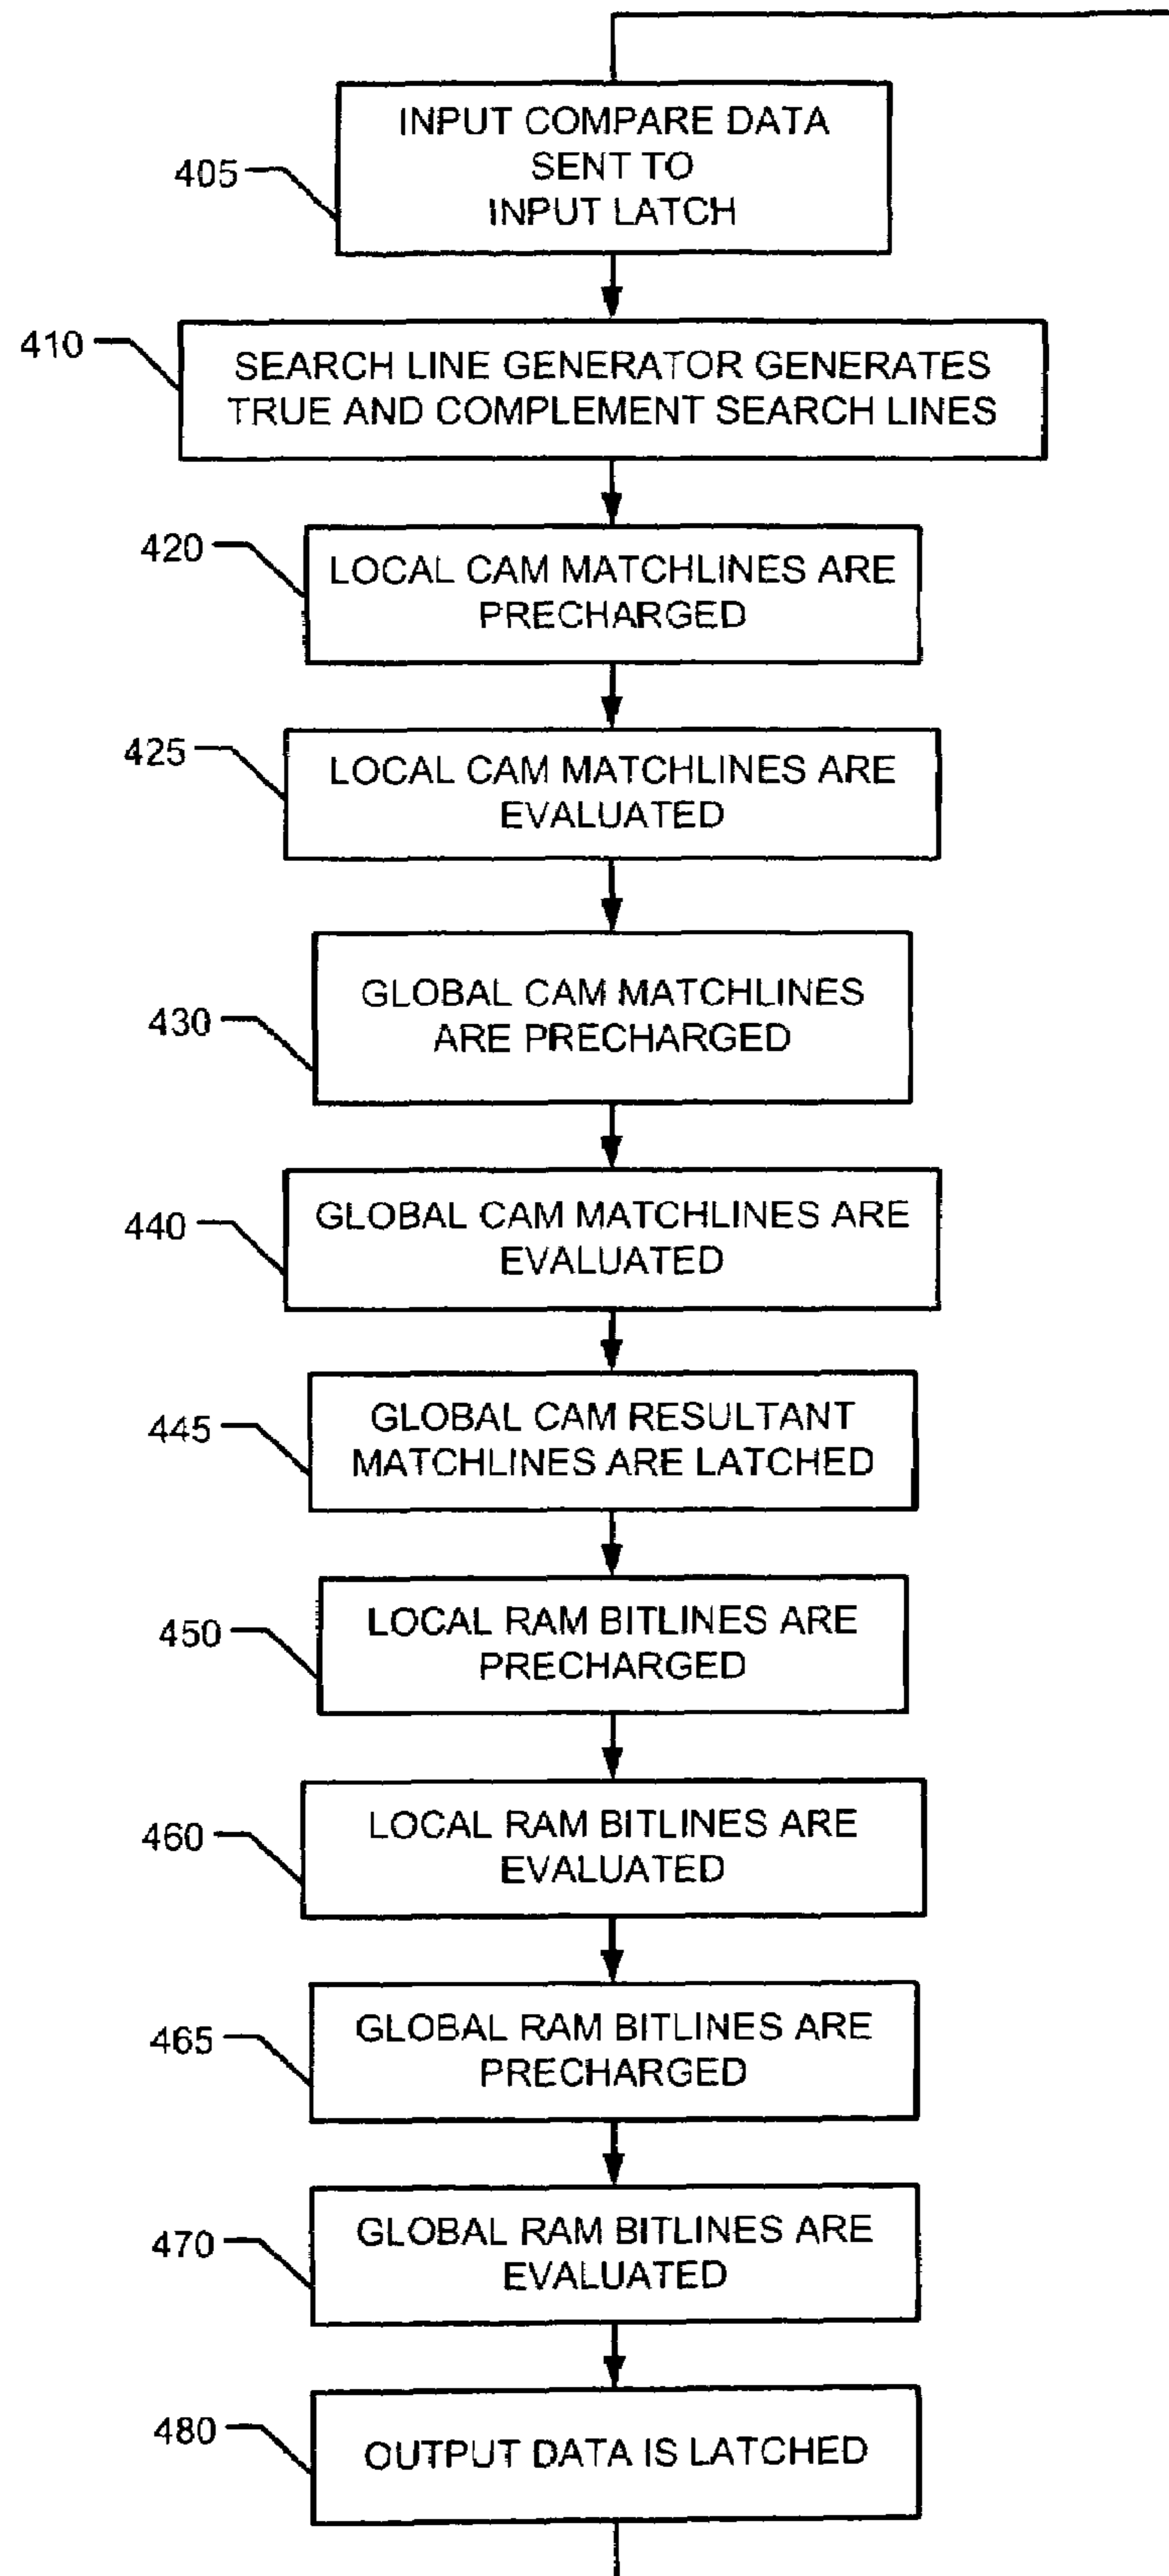 405
INPUT COMPARE DATA
SENT TO
INPUT LATCH
410
SEARCH LINE GENERATOR GENERATES
TRUE AND COMPLEMENT SEARCH LINES
420
LOCAL CAM MATCHLINES ARE
PRECHARGED
425
LOCAL CAM MATCHLINES ARE
EVALUATED
430
GLOBAL CAM MATCHLINES
ARE PRECHARGED
440
GLOBAL CAM MATCHLINES ARE
EVALUATED
445
GLOBAL CAM RESULTANT
MATCHLINES ARE LATCHED
450
LOCAL RAM BITLINES ARE
PRECHARGED
460
LOCAL RAM BITLINES ARE
EVALUATED
465
GLOBAL RAM BITLINES ARE
PRECHARGED
470
GLOBAL RAM BITLINES ARE
EVALUATED
480
OUTPUT DATA IS LATCHED